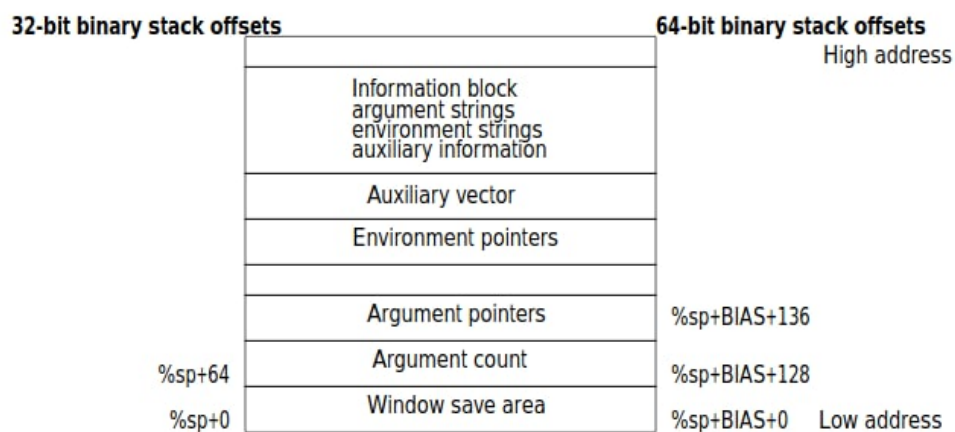 32-bit binary stack offsets
64-bit binary stack offsets
High address
Information block
argument strings
environment strings
auxiliary information
Auxiliary vector
Environment pointers
Argument pointers
%sp+BIAS+136
Argument count
%sp+64
%sp+BIAS+128
Window save area
%sp+0
%sp+BIAS+0 Low address